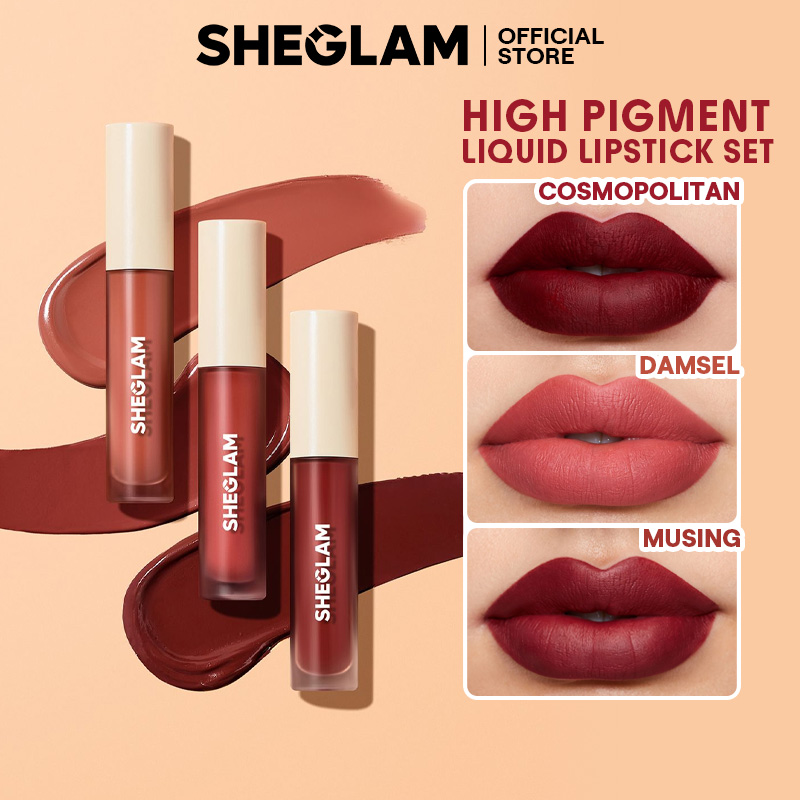 SHEGLAM
OFFICIAL
STORE
HIGH PIGMENT
LIQUID LIPSTICK SET
COSMOPOLITAN
DAMSEL
MUSING
SHEGLAM
SHEGLAM
SHEGLAM